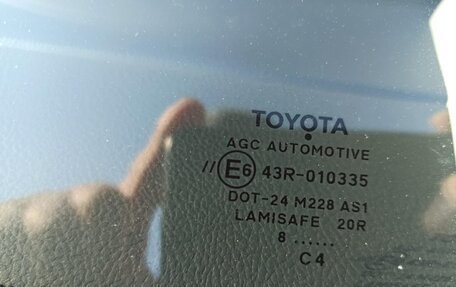 TOYOTA
AGC AUTOMOTIVE
// E6 43R-010335
DOT-24 M228 AS1
LAMISAFE 20R
8 ......
C4